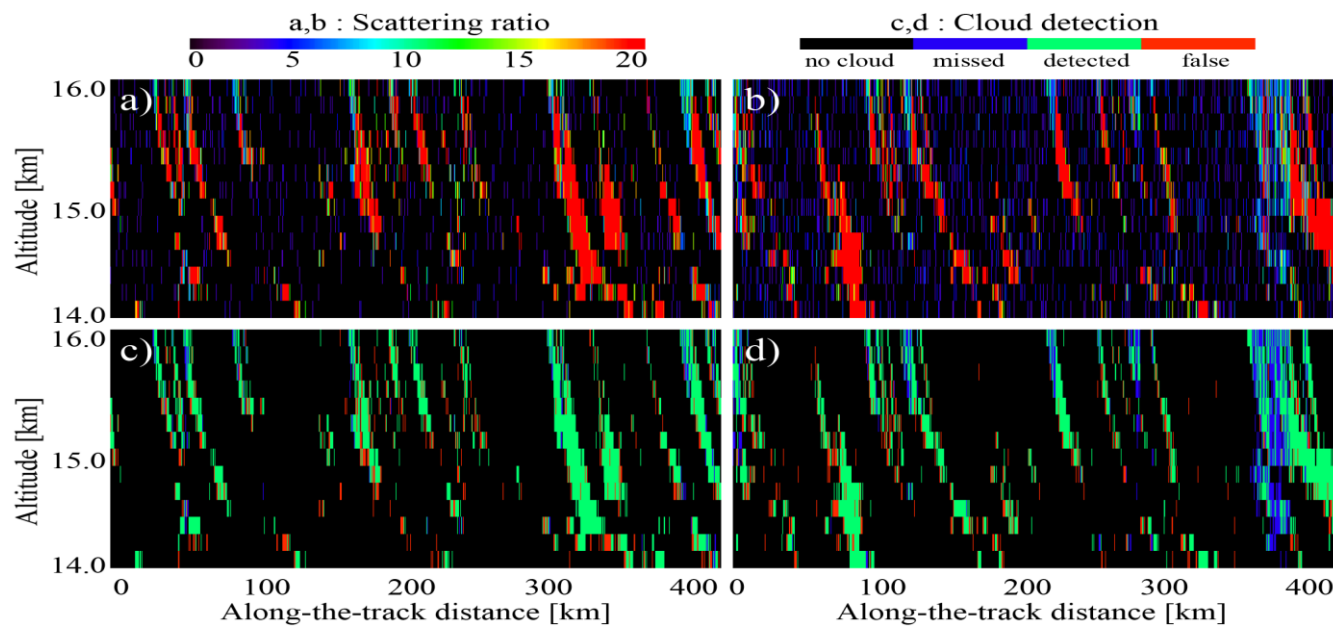 a,b : Scattering ratio
c,d : Cloud detection
0 5 10 15 20
no cloud missed detected false
a)
b)
16.0
15.0
14.0
Altitude [km]
c)
d)
16.0
15.0
14.0
Altitude [km]
0 100 200 300 400
0 100 200 300 400
Along-the-track distance [km]
Along-the-track distance [km]